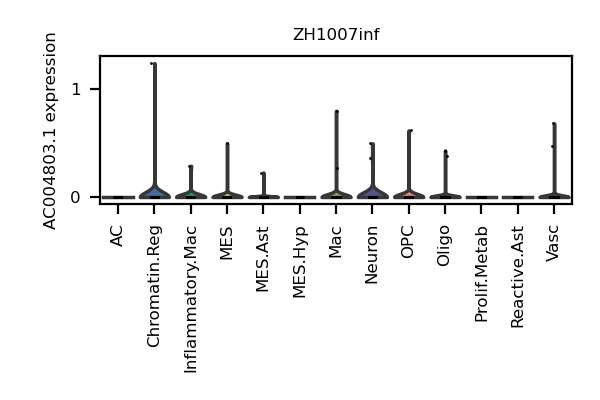 ZH1007inf
AC004803.1 expression
1
0
AC
Chromatin.Reg
Inflammatory.Mac
MES
MES.Ast
MES.Hyp
Mac
Neuron
OPC
Oligo
Prolif.Metab
Reactive.Ast
Vasc